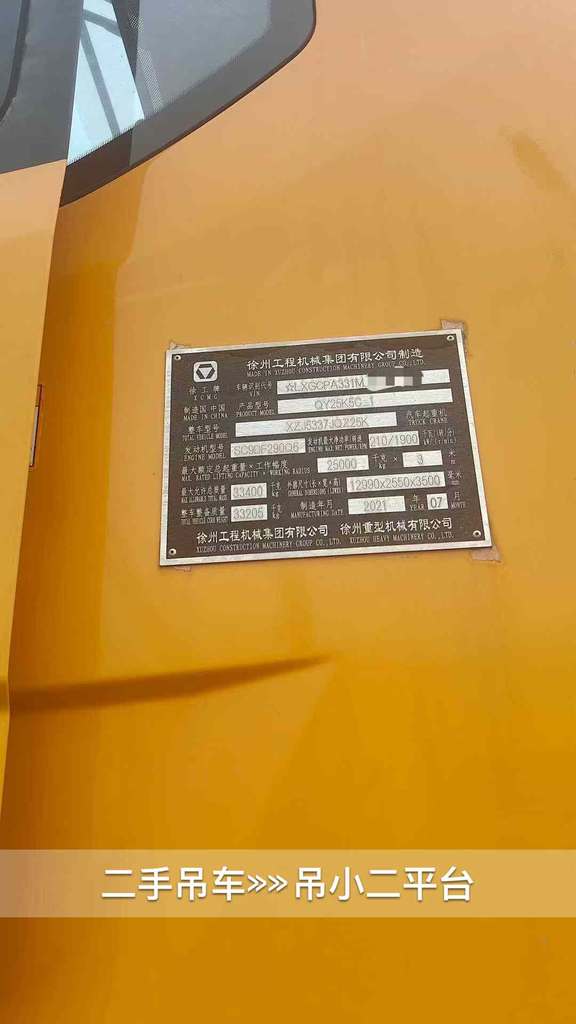 徐州工程机械集团有限公司制造
MADE IN XUZHOU CONSTRUCTION MACHINERY GROUP CO.,LTD.
徐工牌
XCMG
车辆识别代号
VIN
☆LXGCPA331M
制造国 中国
MADE IN CHINA
产品型号
PRODUCT MODEL
QY25K5C_1
整车型号
TOTAL VEHICLE MODEL
XZJ5337JQZ25K
汽车起重机
TRUCK CRANE
发动机型号
ENGINE MODEL
SC9DF290Q6
发动机最大净功率/转速
ENGINE MAX. NET POWER/RPM
210/1900
千瓦/(转/分)
kW/(r/min)
最大额定总起重量×工作幅度
MAX. RATED LIFTING CAPACITY × WORKING RADIUS
25000
千克
kg
×
3
米
m
最大允许总质量
MAX. ALLOWABLE TOTAL MASS
33400
千克
kg
外廓尺寸(长×宽×高)
GENERAL DIMENSIONS (LXWXH)
12990x2550x3500
毫米
mm
整车整备质量
TOTAL VEHICLE CURB WEIGHT
33205
千克
kg
制造年月
MANUFACTURING DATE
2021
年
YEAR
07
月
MONTH
徐州工程机械集团有限公司 徐州重型机械有限公司
XUZHOU CONSTRUCTION MACHINERY GROUP CO.,LTD. XUZHOU HEAVY MACHINERY CO.,LTD.
二手吊车»»吊小二平台